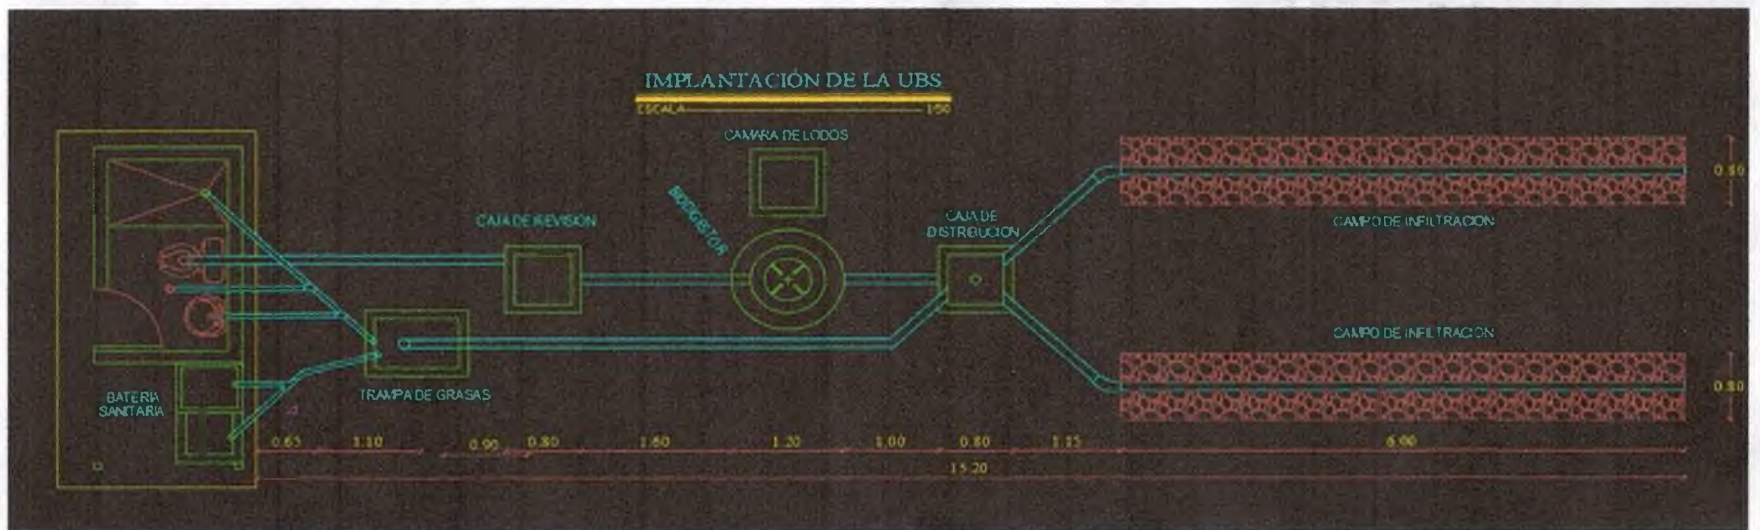 IMPLANTACIÓN DE LA UBS
ESCALA 1:50
CAMARA DE LODOS
BIODIGESTOR
CAJA DE REVISION
CAJA DE
DISTRIBUCION
CAMPO DE INFILTRACION
0.80
CAMPO DE INFILTRACION
0.80
TRAMPA DE GRASAS
BATERIA
SANITARIA
0.65 1.10 0.90 0.80 1.60 1.20 1.00 0.80 1.15 6.00
15.20